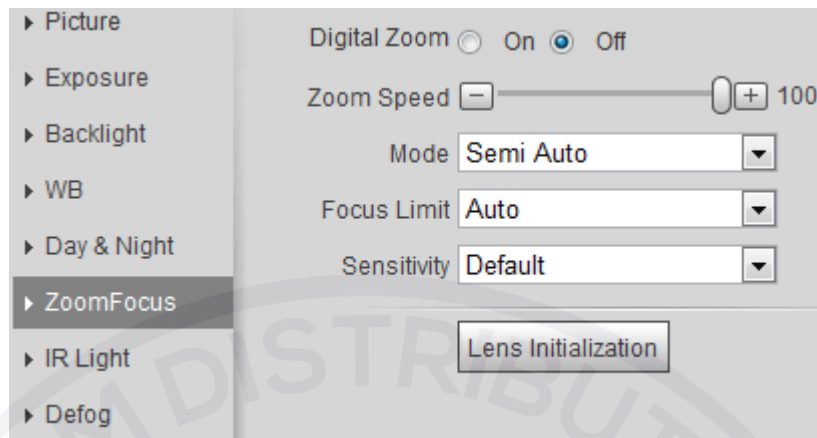 Picture
Exposure
Backlight
WB
Day & Night
ZoomFocus
IR Light
Defog
Digital Zoom On Off
Zoom Speed 100
Mode Semi Auto
Focus Limit Auto
Sensitivity Default
Lens Initialization
M DISTRIBUT